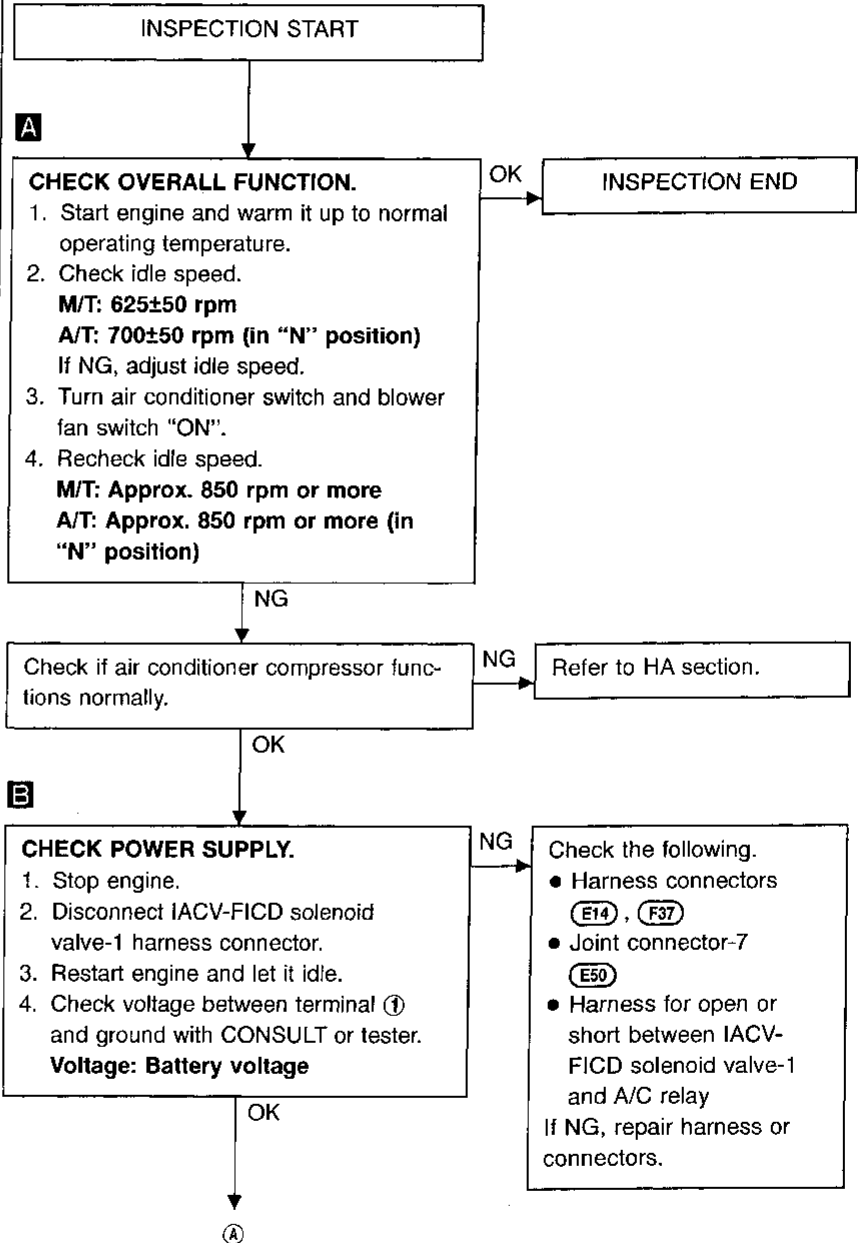 INSPECTION START
A
CHECK OVERALL FUNCTION.
1. Start engine and warm it up to normal
operating temperature.
2. Check idle speed.
M/T: 625±50 rpm
A/T: 700±50 rpm (in “N” position)
If NG, adjust idle speed.
3. Turn air conditioner switch and blower
fan switch “ON”.
4. Recheck idle speed.
M/T: Approx. 850 rpm or more
A/T: Approx. 850 rpm or more (in
“N” position)
OK
INSPECTION END
NG
Check if air conditioner compressor func-
tions normally.
NG
Refer to HA section.
OK
B
CHECK POWER SUPPLY.
1. Stop engine.
2. Disconnect IACV-FICD solenoid
valve-1 harness connector.
3. Restart engine and let it idle.
4. Check voltage between terminal ①
and ground with CONSULT or tester.
Voltage: Battery voltage
NG
Check the following.
● Harness connectors
E14 , F37
● Joint connector-7
E50
● Harness for open or
short between IACV-
FICD solenoid valve-1
and A/C relay
If NG, repair harness or
connectors.
OK
Ⓐ